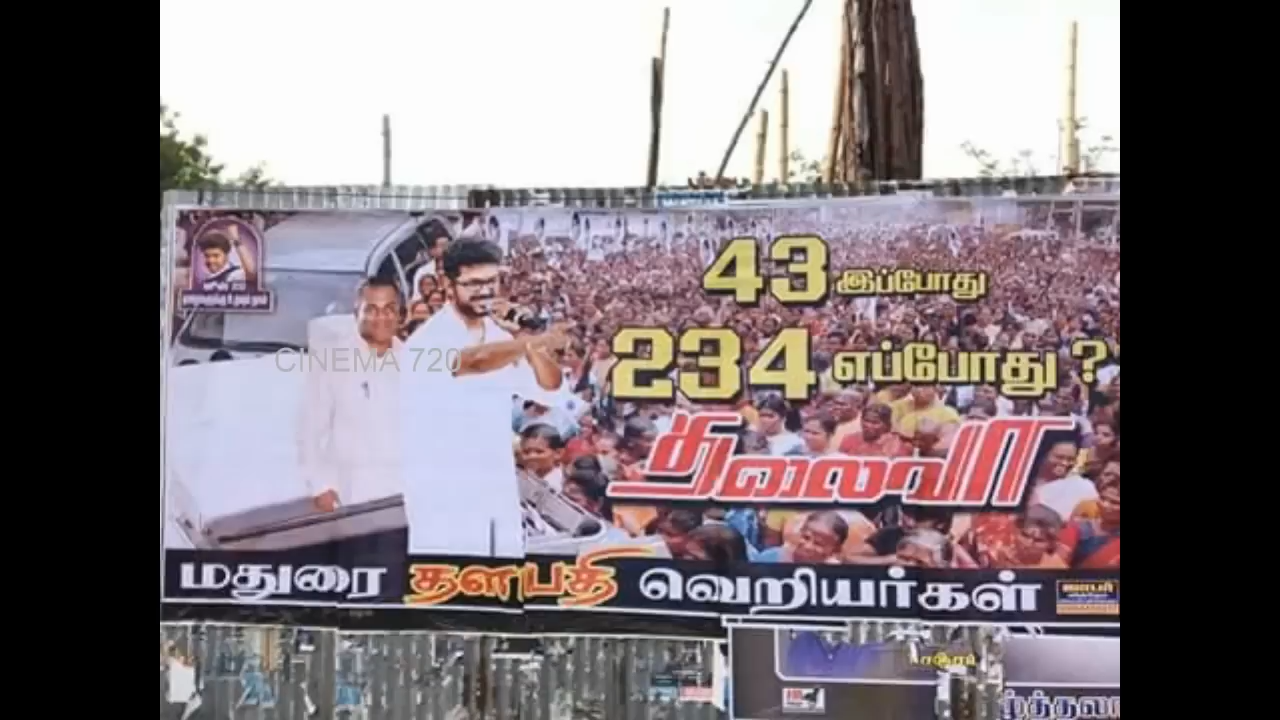 43 இப்போது
234 எப்போது ?
தலைவா
CINEMA 720
மதுரை தளபதி வெறியர்கள்